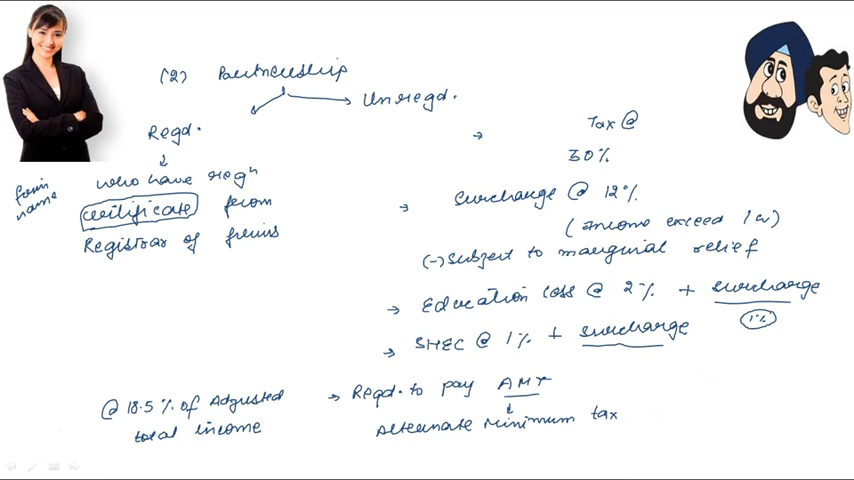 (2) Partnership
Unregd.
Regd.
who have regn
firm name
certificate from
Registrar of firms
→ Tax @
30%
→ Surcharge @ 12%
(Income exceed 1 cr)
(-) Subject to marginal relief
→ Education Cess @ 2% + surcharge
1%
→ SHEC @ 1% + surcharge
→ Regd. to pay AMT
Alternate Minimum tax
@ 18.5% of Adjusted
total income